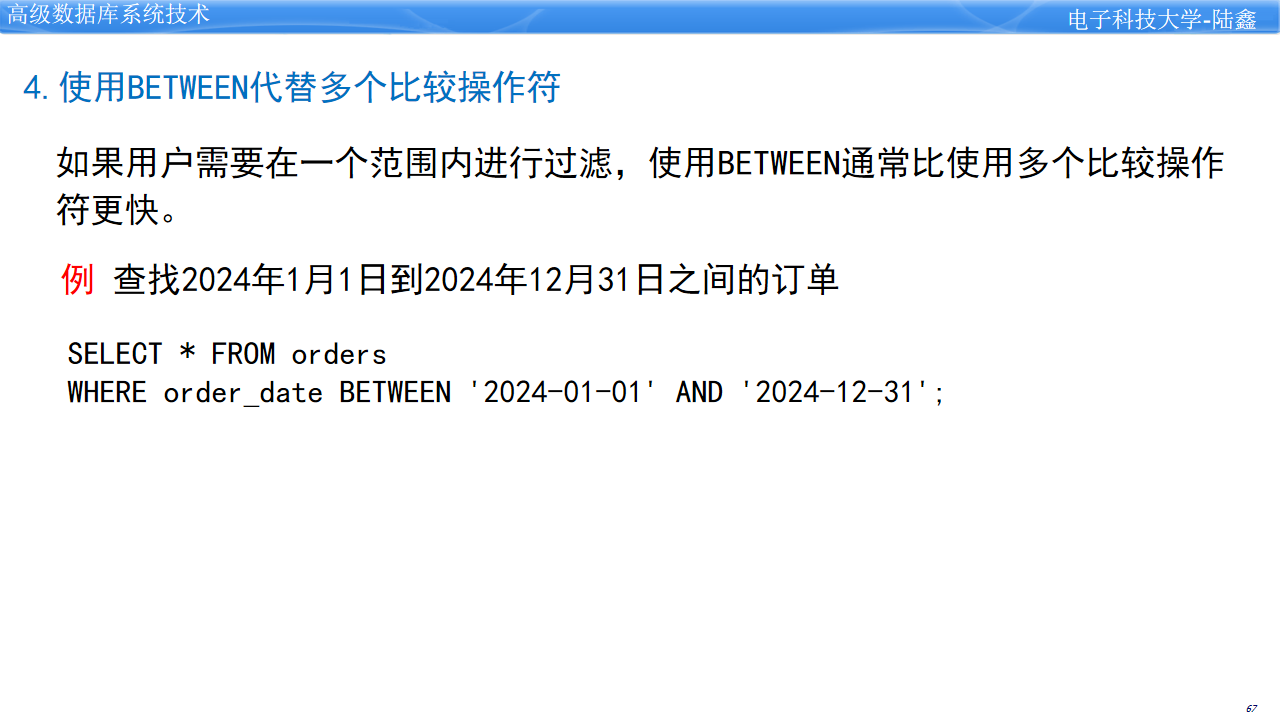 高级数据库系统技术
电子科技大学-陆鑫
4. 使用BETWEEN代替多个比较操作符
如果用户需要在一个范围内进行过滤，使用BETWEEN通常比使用多个比较操作
符更快。
例 查找2024年1月1日到2024年12月31日之间的订单
SELECT * FROM orders
WHERE order_date BETWEEN '2024-01-01' AND '2024-12-31';
67